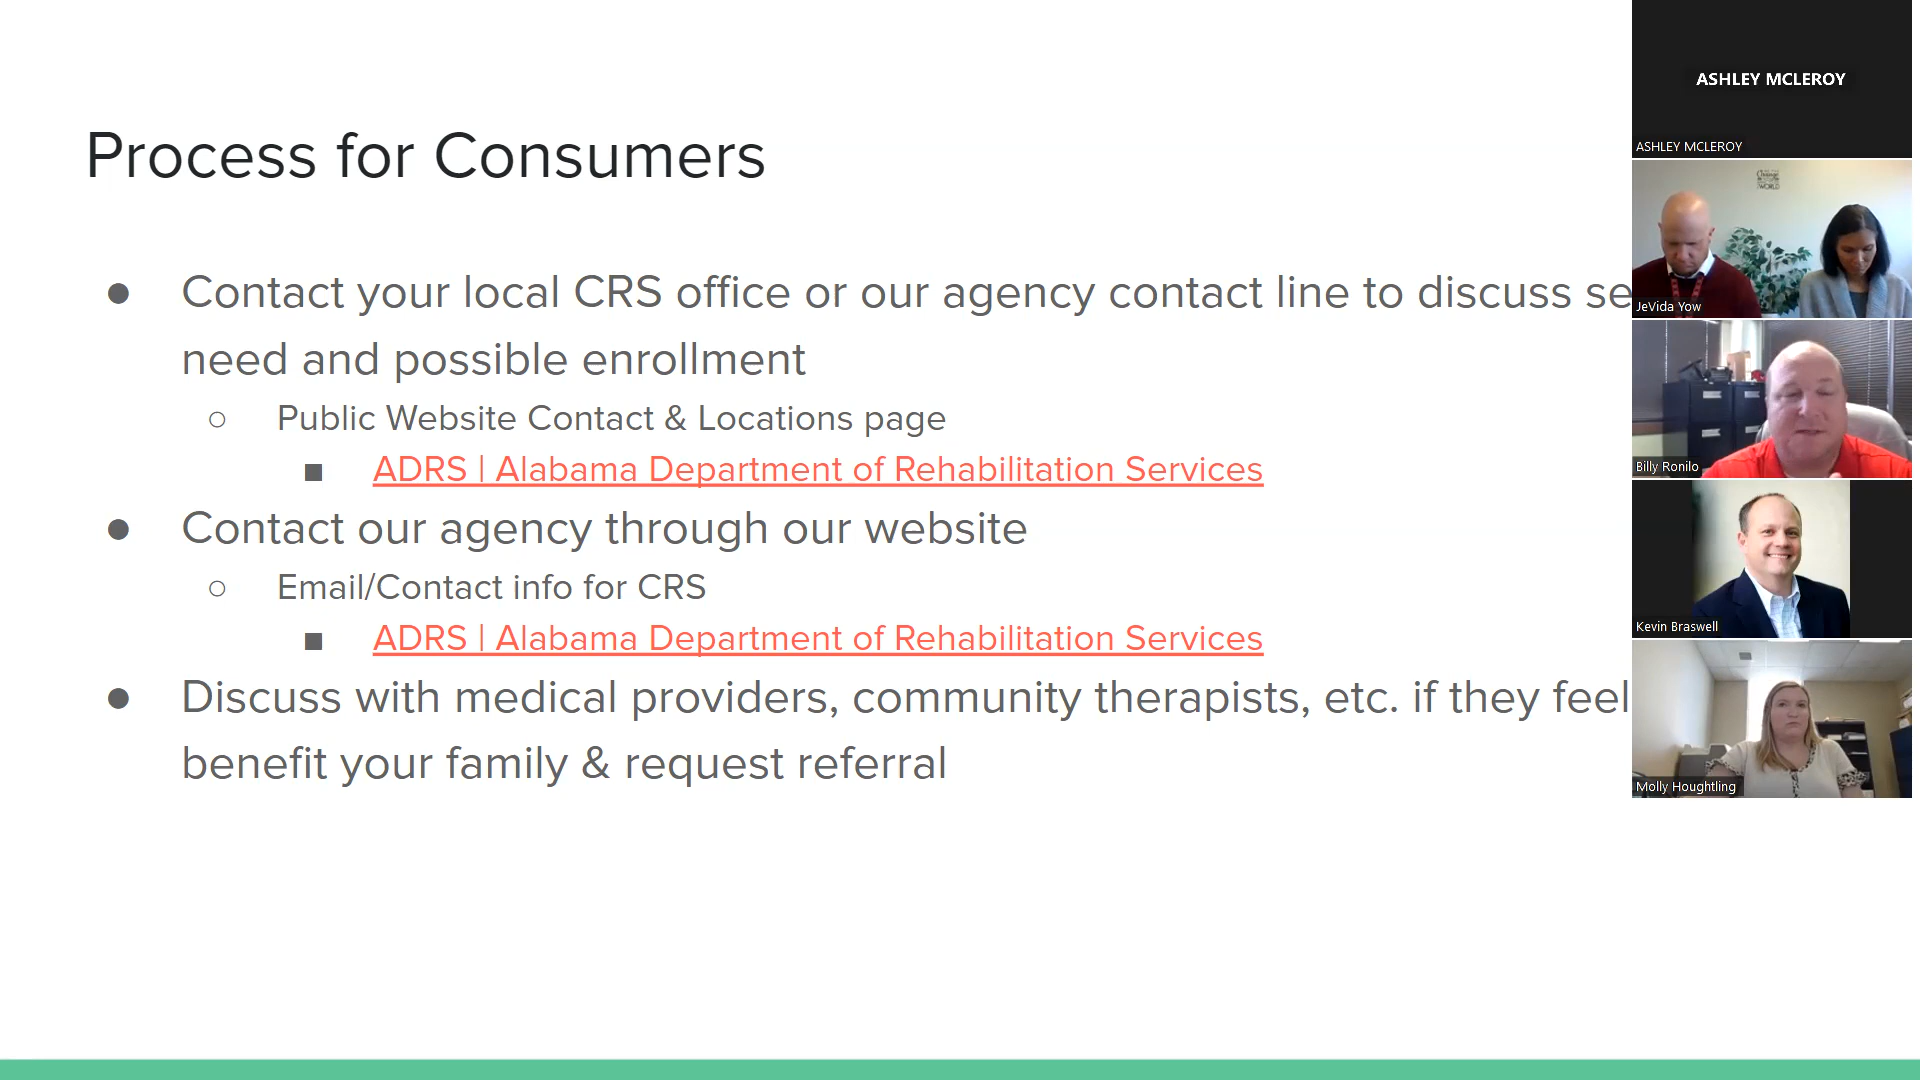 Process for Consumers
● Contact your local CRS office or our agency contact line to discuss se
need and possible enrollment
○ Public Website Contact & Locations page
■ ADRS | Alabama Department of Rehabilitation Services
● Contact our agency through our website
○ Email/Contact info for CRS
■ ADRS | Alabama Department of Rehabilitation Services
● Discuss with medical providers, community therapists, etc. if they feel
benefit your family & request referral
ASHLEY MCLEROY
ASHLEY MCLEROY
Change
WORLD
JeVida Yow
Billy Ronilo
Kevin Braswell
Molly Houghtling